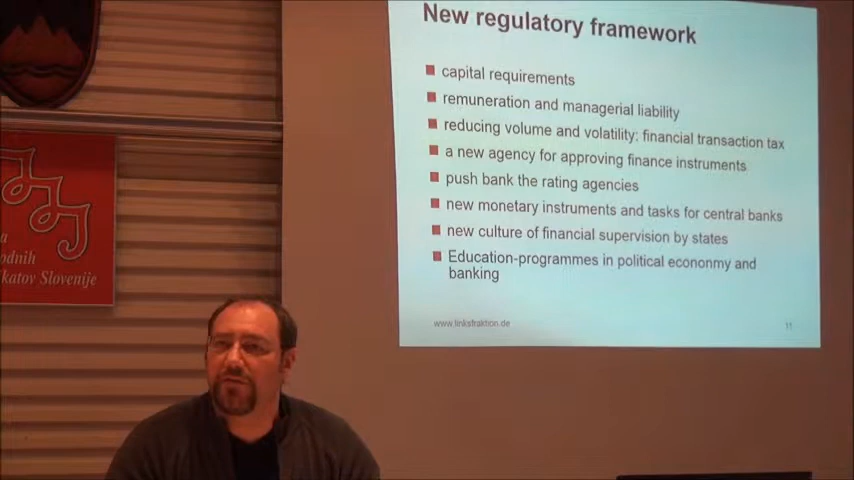 New regulatory framework
capital requirements
remuneration and managerial liability
reducing volume and volatility: financial transaction tax
a new agency for approving finance instruments
push bank the rating agencies
new monetary instruments and tasks for central banks
new culture of financial supervision by states
Education-programmes in political econonmy and
banking
www.linksfraktion.de
11
a
odnih
katov Slovenije